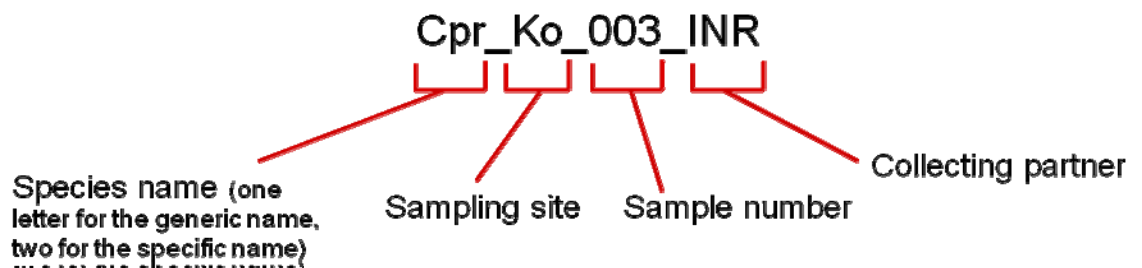 Cpr_Ko_003_INR
Species name (one
letter for the generic name,
two for the specific name)
Sampling site
Sample number
Collecting partner